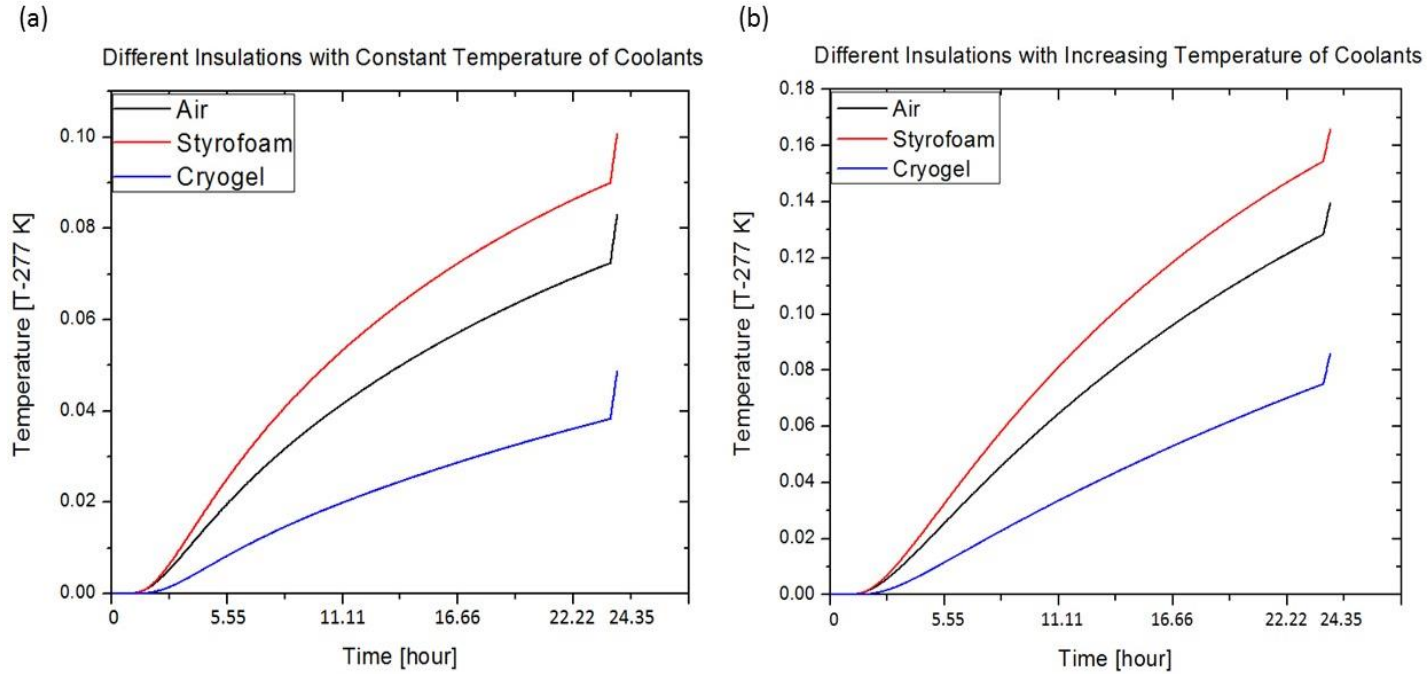 (a)
Different Insulations with Constant Temperature of Coolants
Air
Styrofoam
Cryogel
0.10
0.08
0.06
0.04
0.02
0.00
Temperature [T-277 K]
0 5.55 11.11 16.66 22.22 24.35
Time [hour]
(b)
Different Insulations with Increasing Temperature of Coolants
Air
Styrofoam
Cryogel
0.18
0.16
0.14
0.12
0.10
0.08
0.06
0.04
0.02
0.00
Temperature [T-277 K]
0 5.55 11.11 16.66 22.22 24.35
Time [hour]